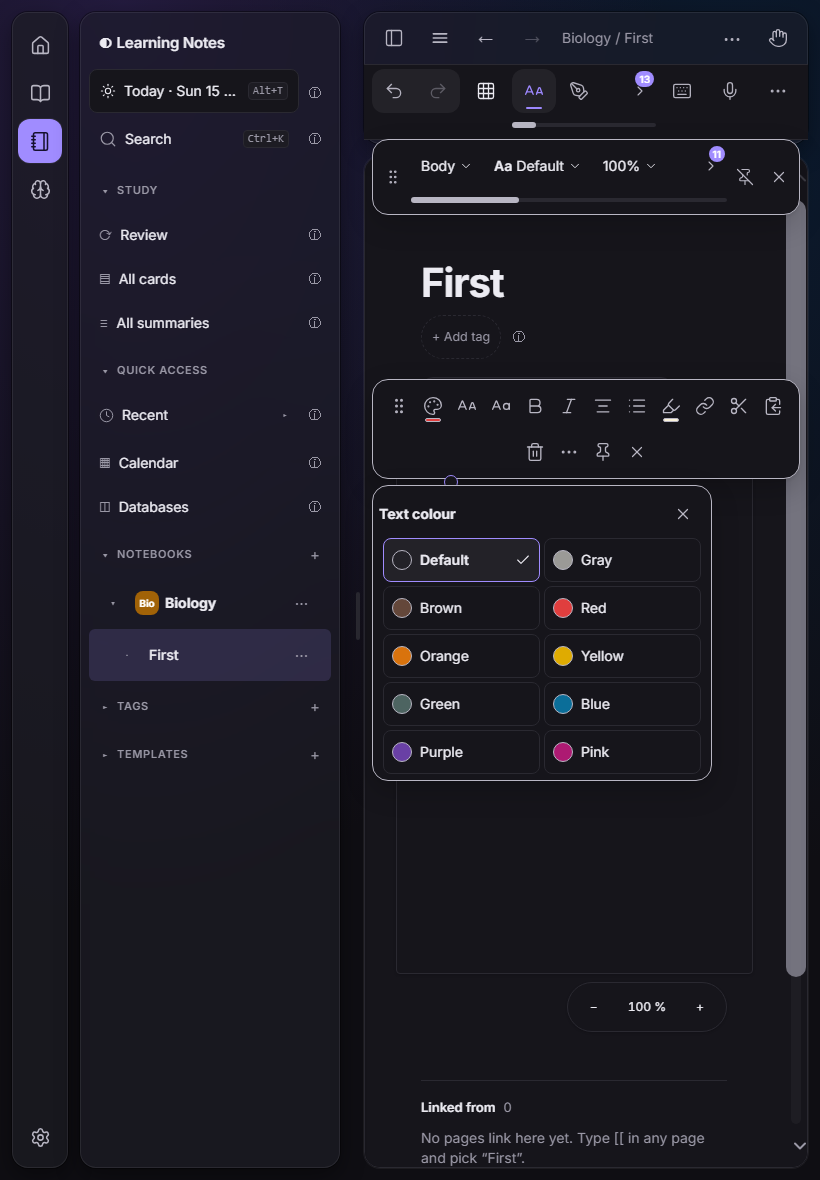 Learning Notes
Today · Sun 15 ... Alt+T
Search Ctrl+K
STUDY
Review
All cards
All summaries
QUICK ACCESS
Recent
Calendar
Databases
NOTEBOOKS
Bio Biology
First
TAGS
TEMPLATES
Biology / First
13
Body Aa Default 100% 11
First
+ Add tag
Text colour
Default Gray
Brown Red
Orange Yellow
Green Blue
Purple Pink
− 100 % +
Linked from 0
No pages link here yet. Type [[ in any page
and pick “First”.